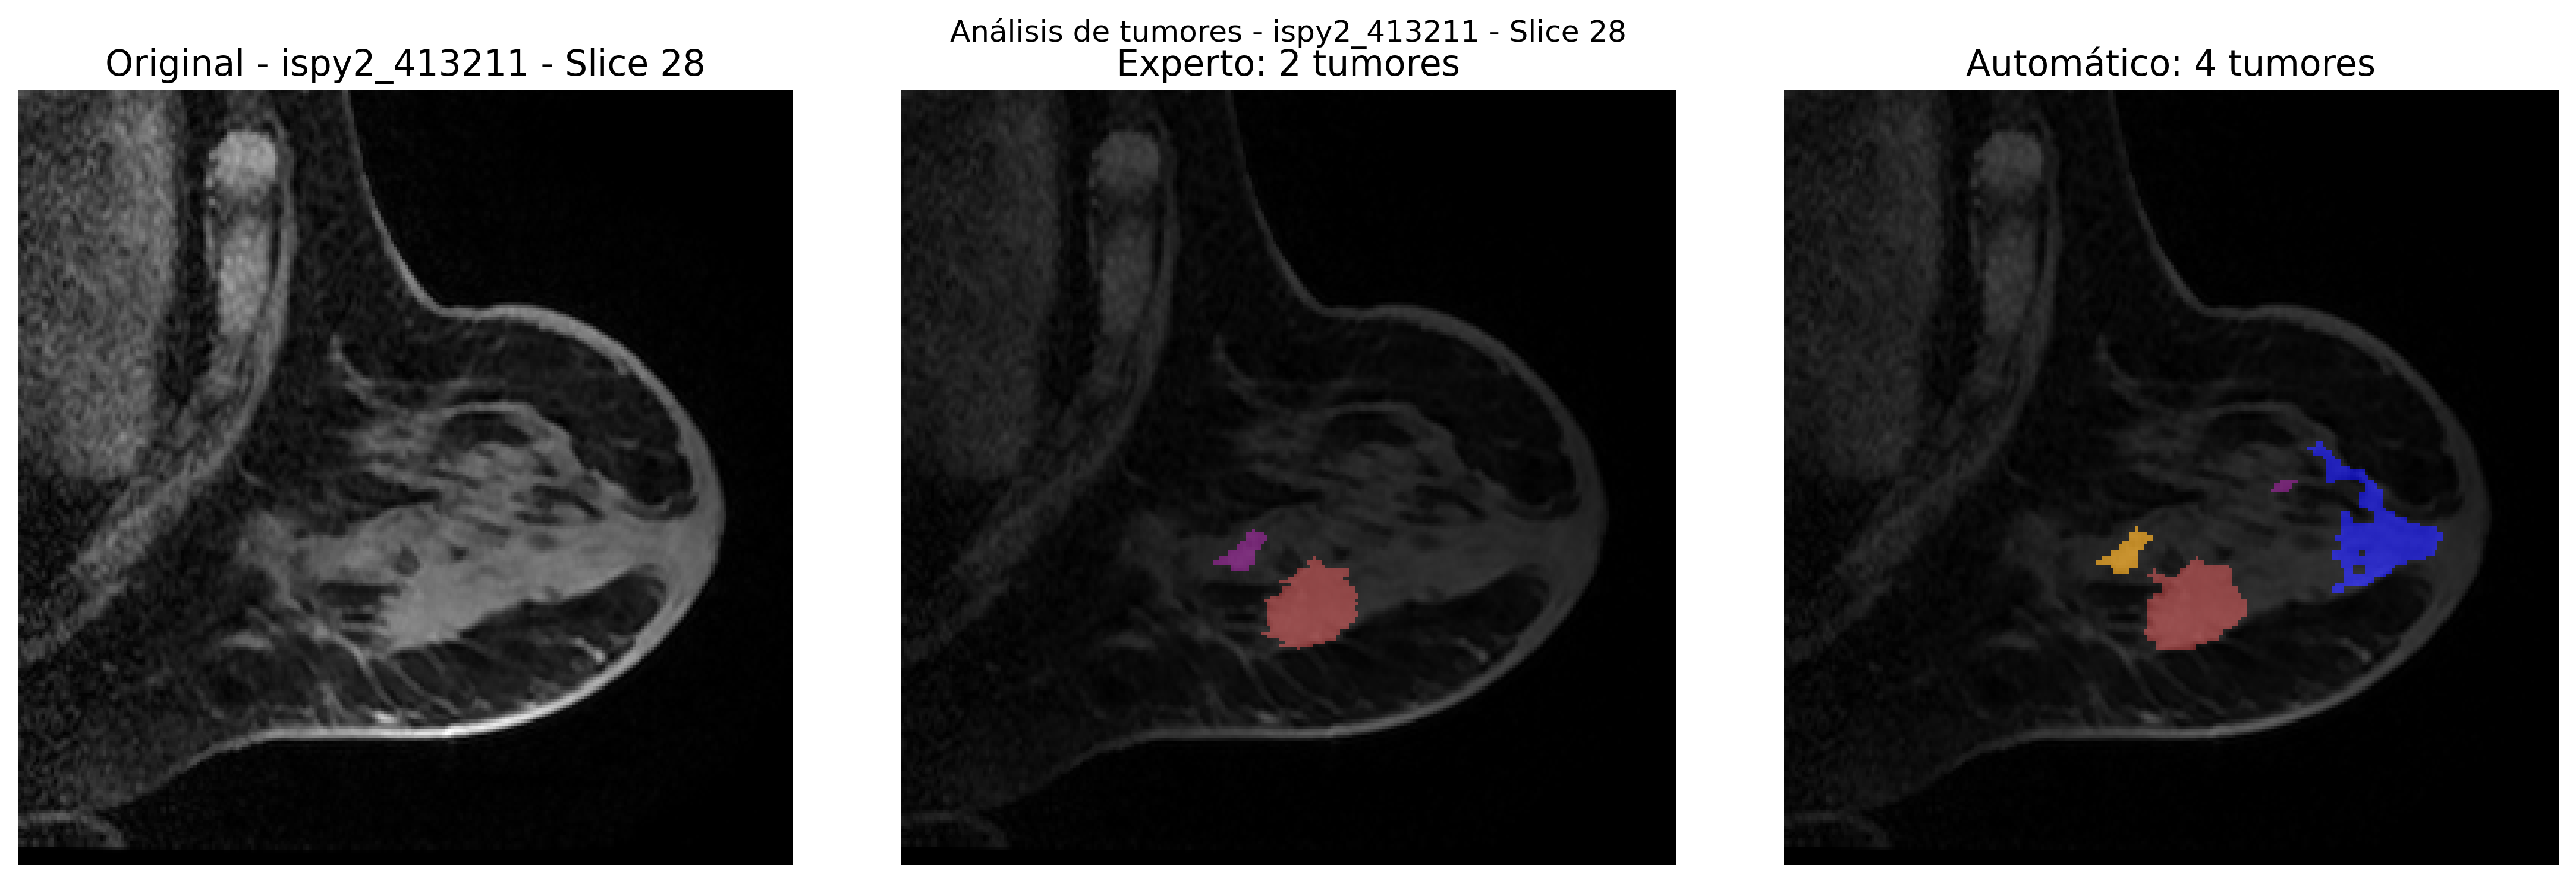 Análisis de tumores - ispy2_413211 - Slice 28
Original - ispy2_413211 - Slice 28
Experto: 2 tumores
Automático: 4 tumores